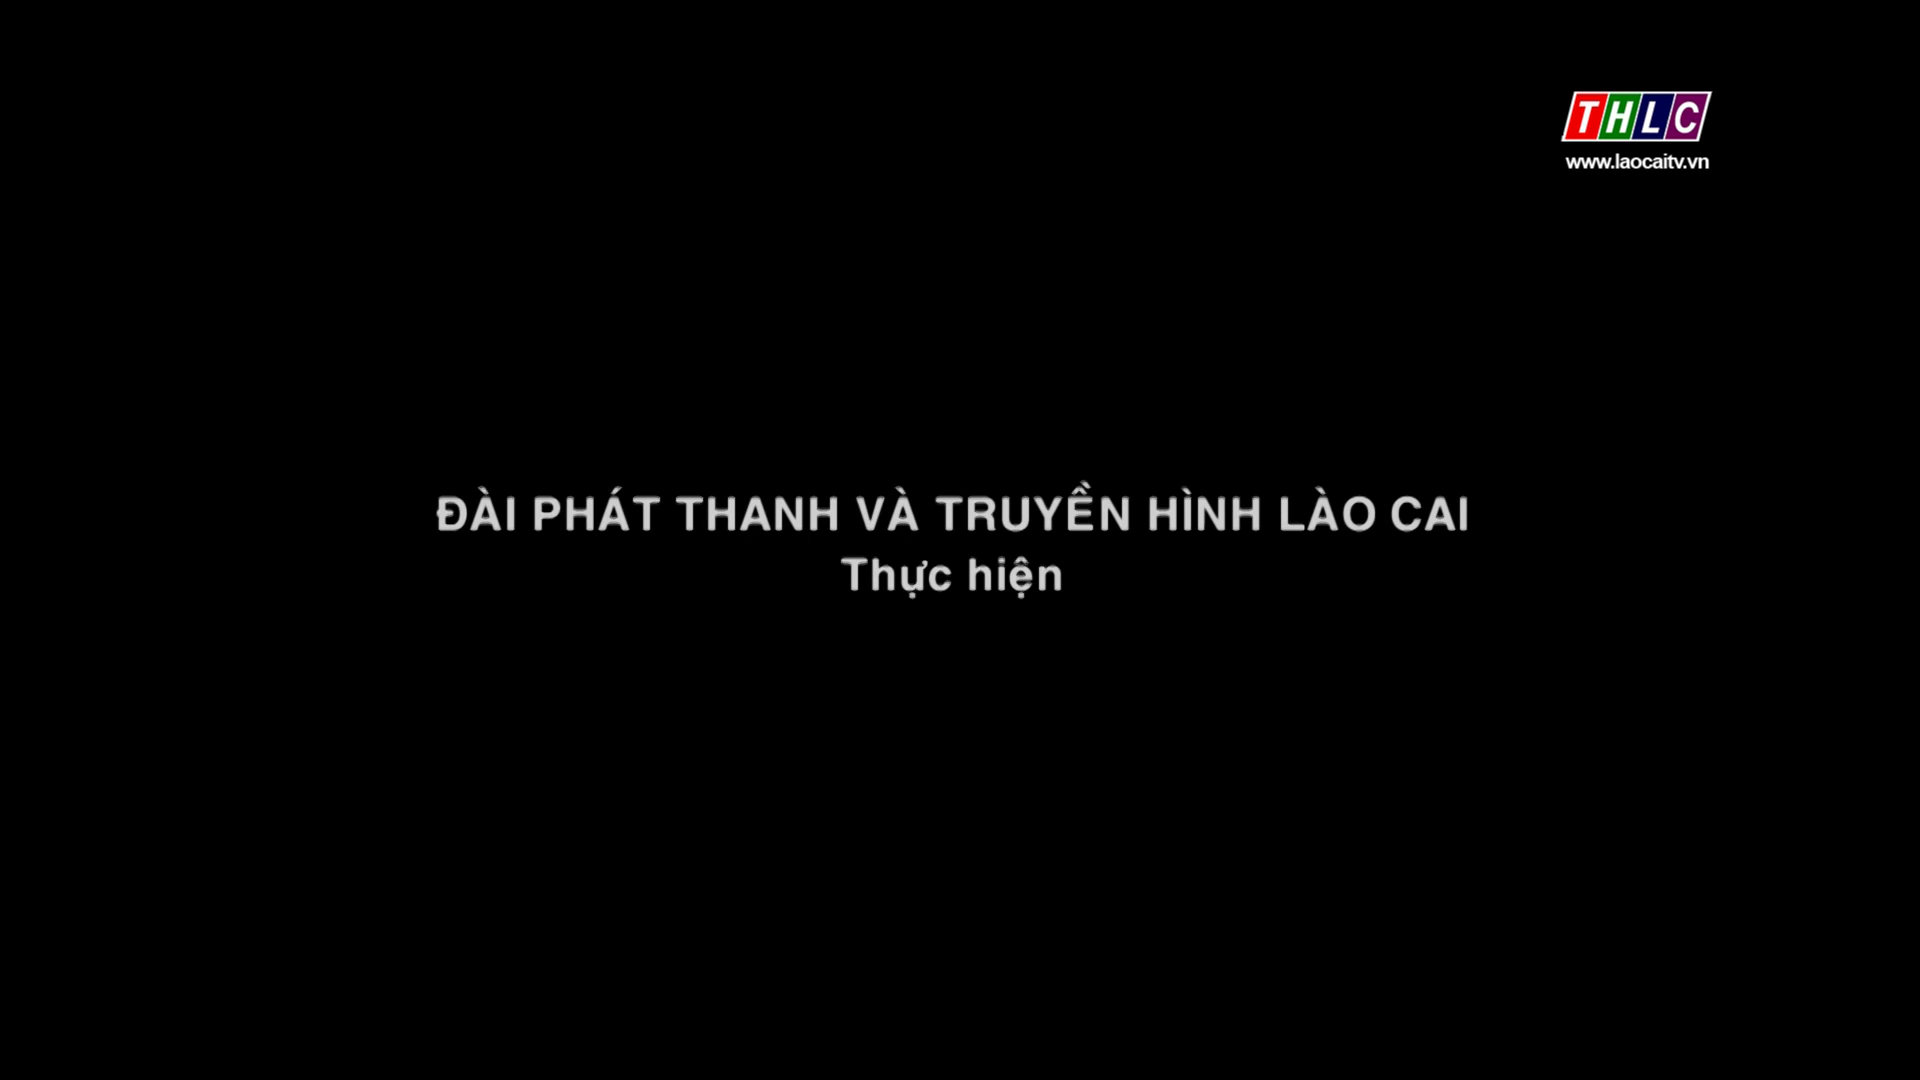 THLC
www.laocaitv.vn
ĐÀI PHÁT THANH VÀ TRUYỀN HÌNH LÀO CAI
Thực hiện